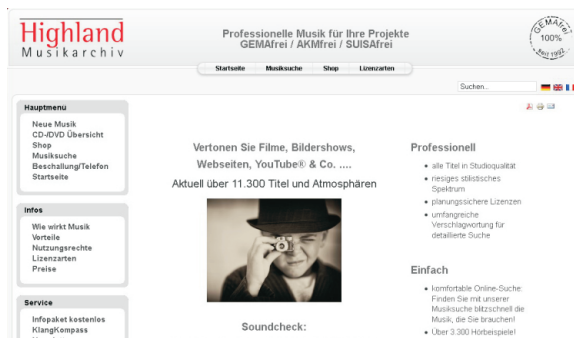 Highland
Musikarchiv
Professionelle Musik für Ihre Projekte
GEMAfrei / AKMfrei / SUISAfrei
GEMAfrei
100%
seit 1992
Startseite Musiksuche Shop Lizenzarten
Suchen...
Hauptmenü
Neue Musik
CD-/DVD Übersicht
Shop
Musiksuche
Beschallung/Telefon
Startseite
Infos
Wie wirkt Musik
Vorteile
Nutzungsrechte
Lizenzarten
Preise
Service
Infopaket kostenlos
KlangKompass
Vertonen Sie Filme, Bildershows,
Webseiten, YouTube® & Co. ....
Aktuell über 11.300 Titel und Atmosphären
Soundcheck:
Professionell
alle Titel in Studioqualität
riesiges stilistisches
Spektrum
planungssichere Lizenzen
umfangreiche
Verschlagwortung für
detaillierte Suche
Einfach
komfortable Online-Suche:
Finden Sie mit unserer
Musiksuche blitzschnell die
Musik, die Sie brauchen!
Über 3.300 Hörbeispiele!